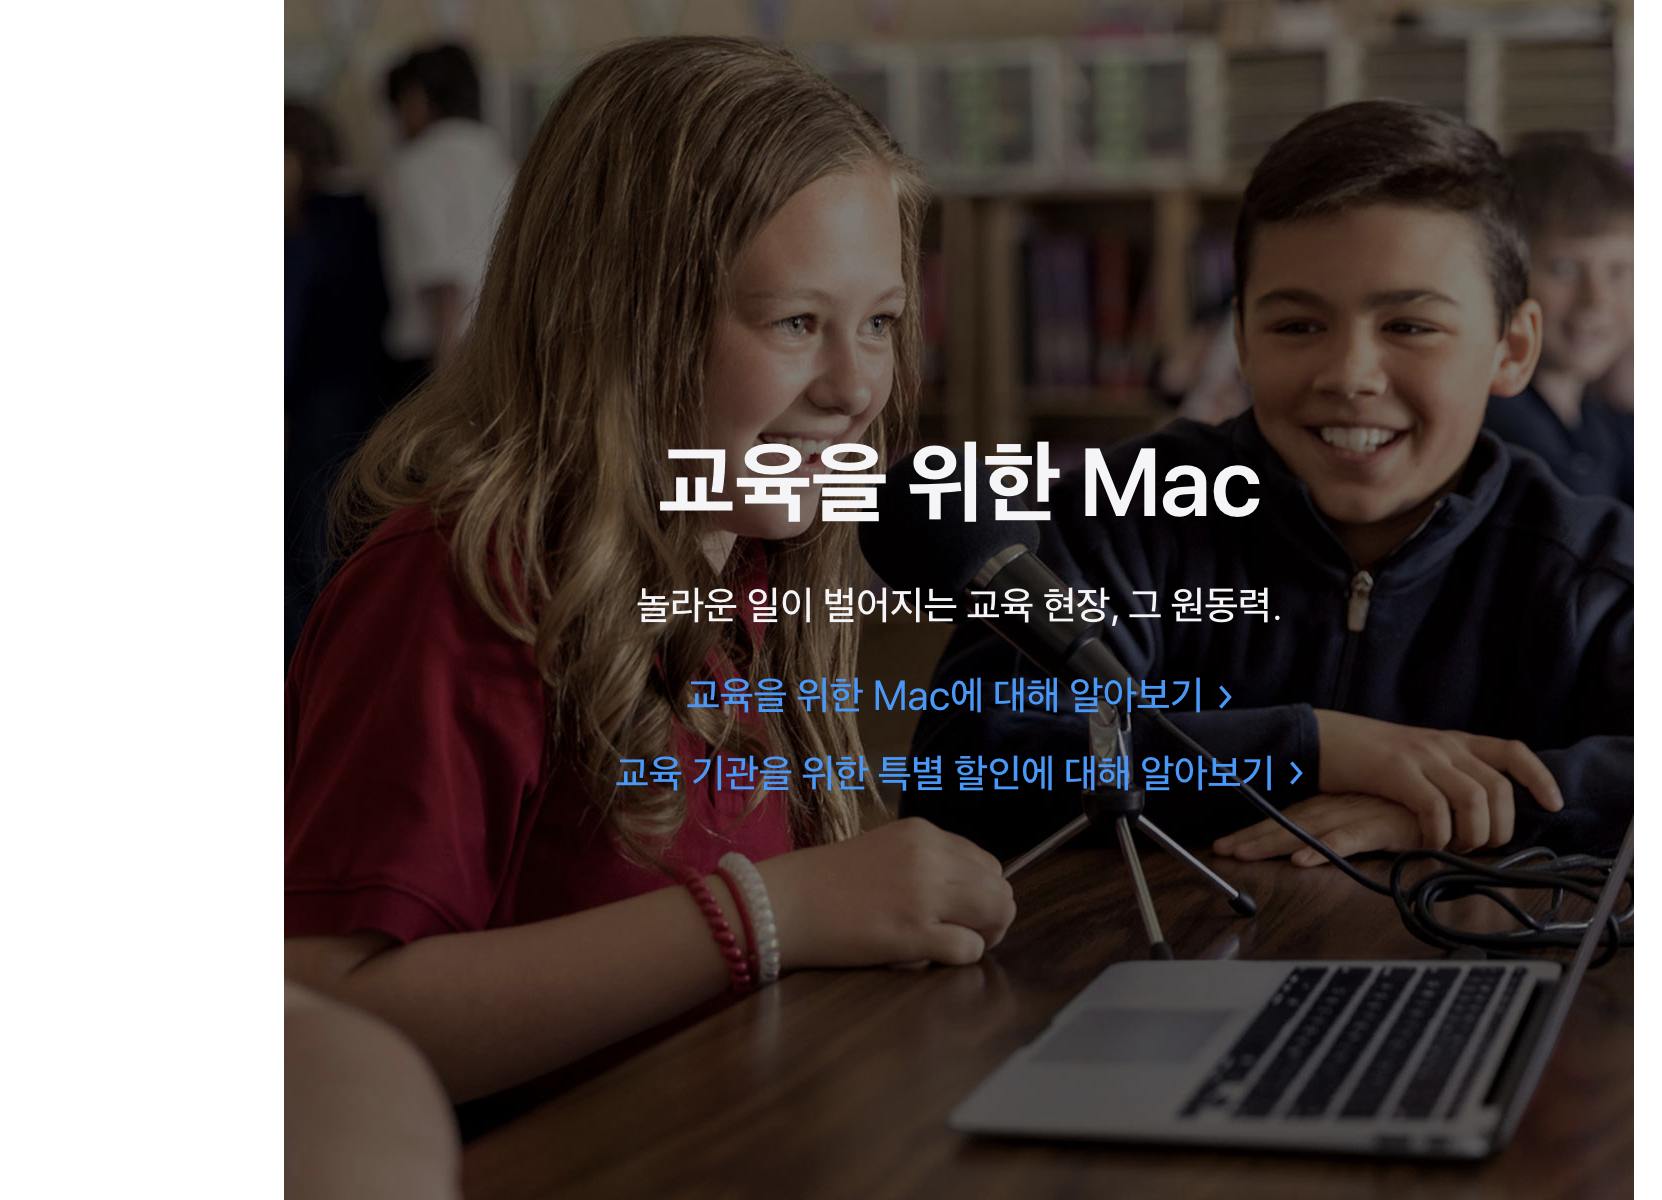 교육을 위한 Mac
놀라운 일이 벌어지는 교육 현장, 그 원동력.
교육을 위한 Mac에 대해 알아보기 >
교육 기관을 위한 특별 할인에 대해 알아보기 >